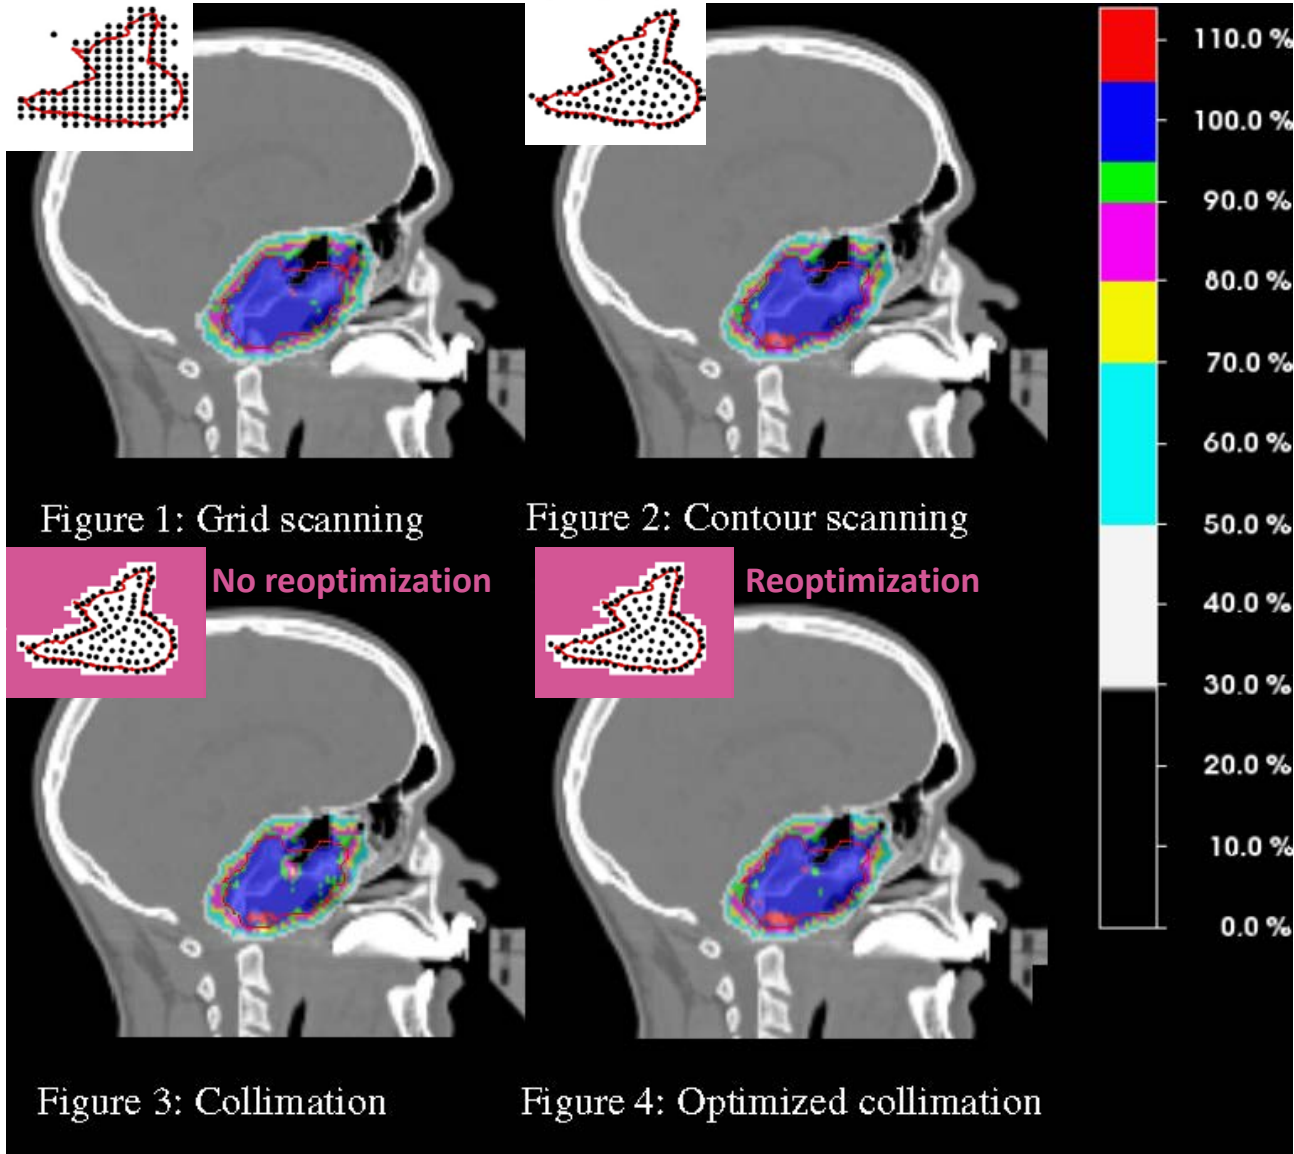 110.0 %
100.0 %
90.0 %
80.0 %
70.0 %
60.0 %
50.0 %
40.0 %
30.0 %
20.0 %
10.0 %
0.0 %
Figure 1: Grid scanning
Figure 2: Contour scanning
No reoptimization
Reoptimization
Figure 3: Collimation
Figure 4: Optimized collimation